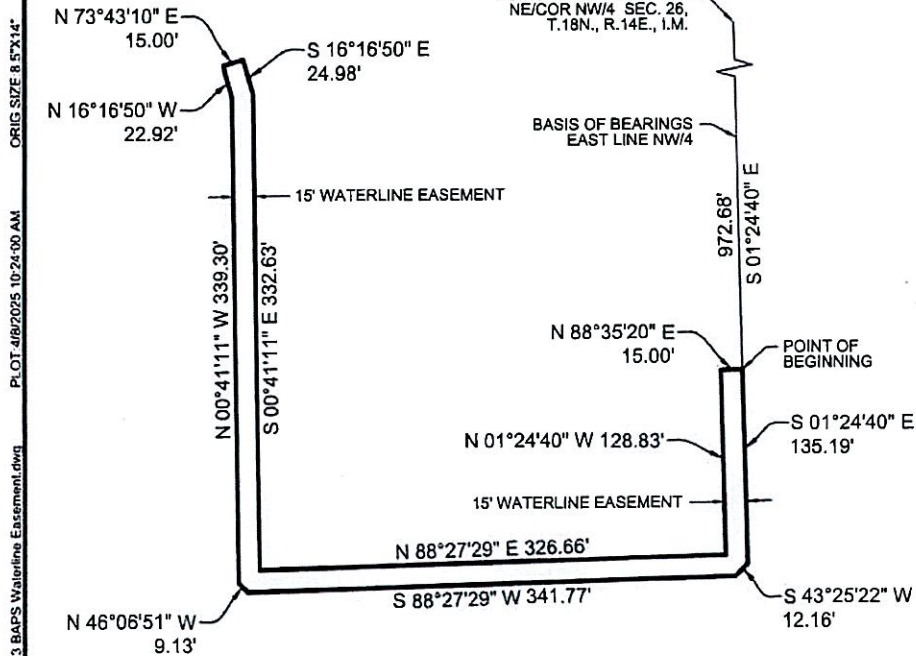 NE/COR NW/4 SEC. 26,
T.18N., R.14E., I.M.
N 73°43'10" E
15.00'
S 16°16'50" E
24.98'
N 16°16'50" W
22.92'
BASIS OF BEARINGS
EAST LINE NW/4
15' WATERLINE EASEMENT
972.68'
S 01°24'40" E
N 00°41'11" W 339.30'
S 00°41'11" E 332.63'
N 88°35'20" E
15.00'
POINT OF
BEGINNING
S 01°24'40" E
135.19'
N 01°24'40" W 128.83'
15' WATERLINE EASEMENT
N 88°27'29" E 326.66'
S 88°27'29" W 341.77'
S 43°25'22" W
12.16'
N 46°06'51" W
9.13'
3 BAPS Waterline Easement.dwg PLOT:4/8/2025 10:24:00 AM ORIG SIZE:8.5"X14"